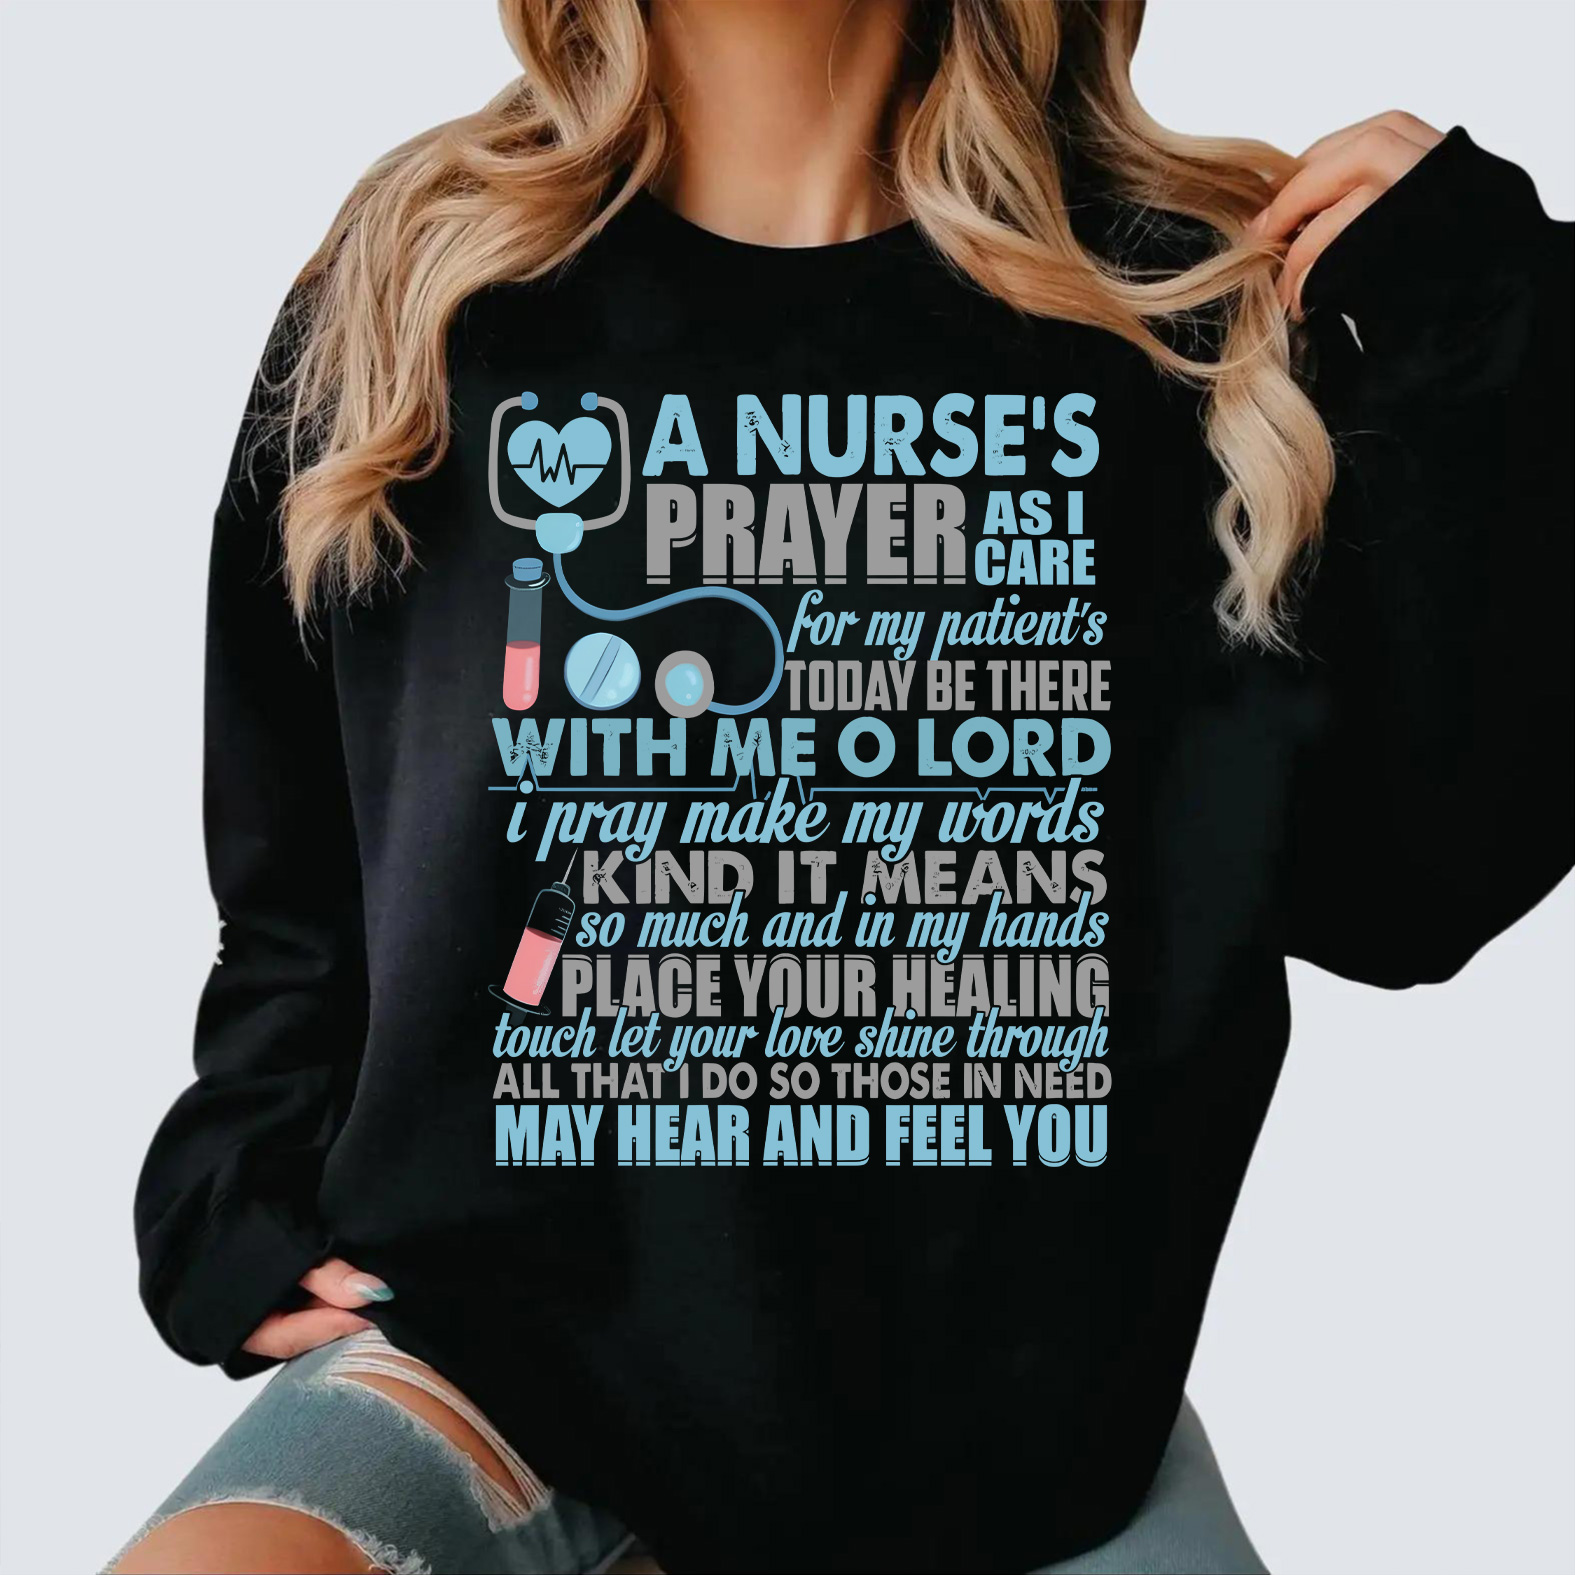 A NURSE'S
PRAYER AS I
CARE
for my patient's
TODAY BE THERE
WITH ME O LORD
i pray make my words
KIND IT MEANS
so much and in my hands
PLACE YOUR HEALING
touch let your love shine through
ALL THAT I DO SO THOSE IN NEED
MAY HEAR AND FEEL YOU